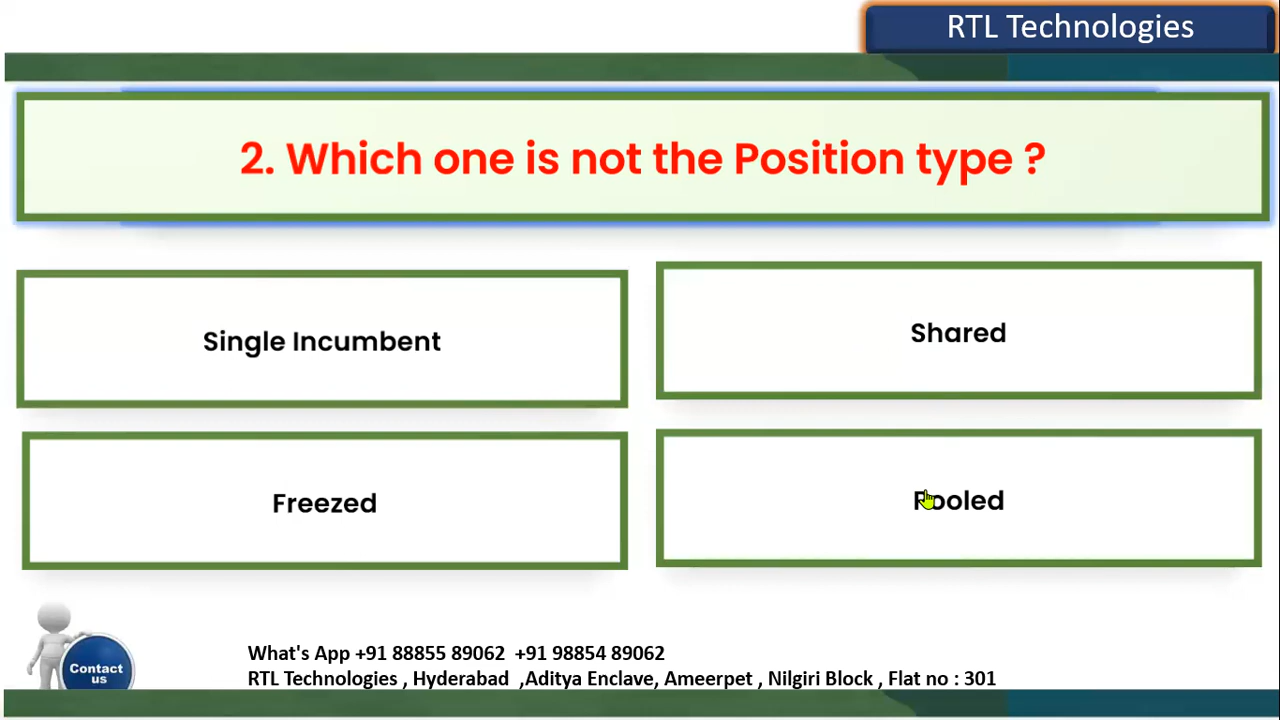 RTL Technologies
2. Which one is not the Position type ?
Single Incumbent
Shared
Freezed
Pooled
Contact
us
What's App +91 88855 89062 +91 98854 89062
RTL Technologies , Hyderabad ,Aditya Enclave, Ameerpet , Nilgiri Block , Flat no : 301